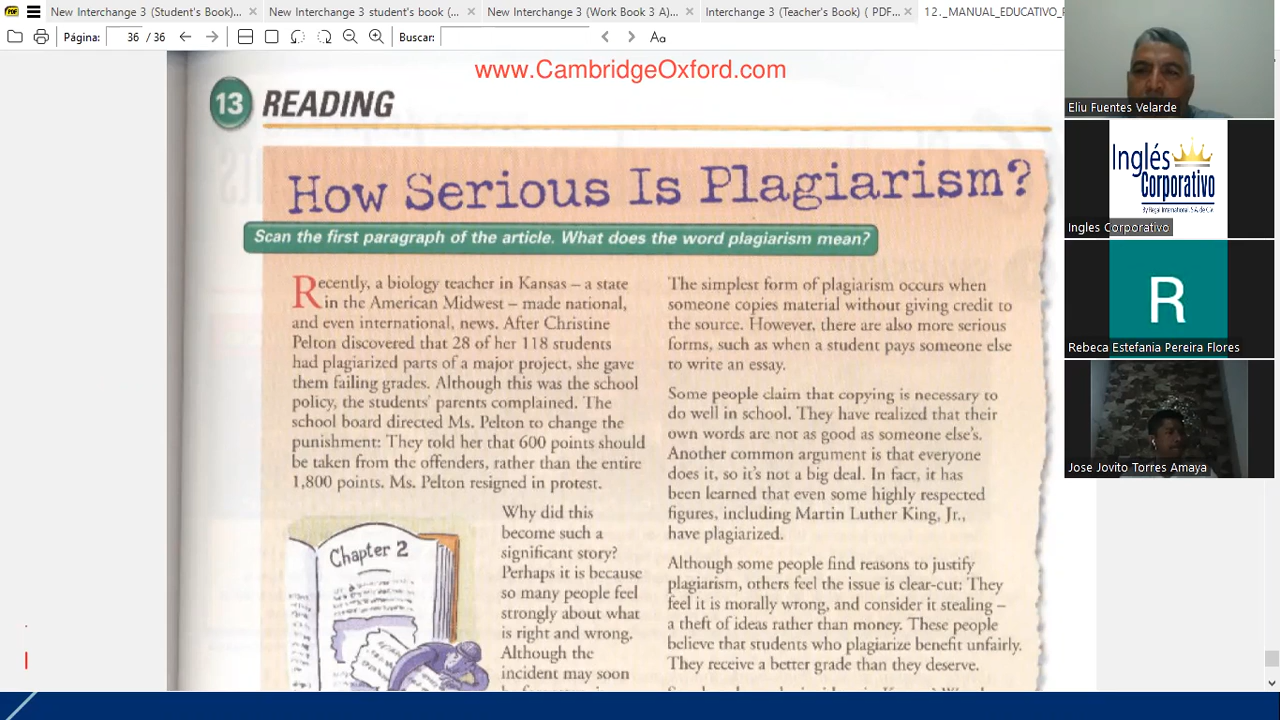 New Interchange 3 (Student's Book)...
New Interchange 3 student's book (...
New Interchange 3 (Work Book 3 A)...
Interchange 3 (Teacher's Book) ( PDF...
12._MANUAL_EDUCATIVO_
Página:
36 / 36
Buscar:
Aa
www.CambridgeOxford.com
13 READING
How Serious Is Plagiarism?
Scan the first paragraph of the article. What does the word plagiarism mean?
Recently, a biology teacher in Kansas – a state
in the American Midwest – made national,
and even international, news. After Christine
Pelton discovered that 28 of her 118 students
had plagiarized parts of a major project, she gave
them failing grades. Although this was the school
policy, the students' parents complained. The
school board directed Ms. Pelton to change the
punishment: They told her that 600 points should
be taken from the offenders, rather than the entire
1,800 points. Ms. Pelton resigned in protest.
Chapter 2
Why did this
become such a
significant story?
Perhaps it is because
so many people feel
strongly about what
is right and wrong.
Although the
incident may soon
The simplest form of plagiarism occurs when
someone copies material without giving credit to
the source. However, there are also more serious
forms, such as when a student pays someone else
to write an essay.
Some people claim that copying is necessary to
do well in school. They have realized that their
own words are not as good as someone else's.
Another common argument is that everyone
does it, so it's not a big deal. In fact, it has
been learned that even some highly respected
figures, including Martin Luther King, Jr.,
have plagiarized.
Although some people find reasons to justify
plagiarism, others feel the issue is clear-cut: They
feel it is morally wrong, and consider it stealing –
a theft of ideas rather than money. These people
believe that students who plagiarize benefit unfairly.
They receive a better grade than they deserve.
Eliu Fuentes Velarde
Inglés
Corporativo
Ingles Corporativo
R
Rebeca Estefania Pereira Flores
Jose Jovito Torres Amaya